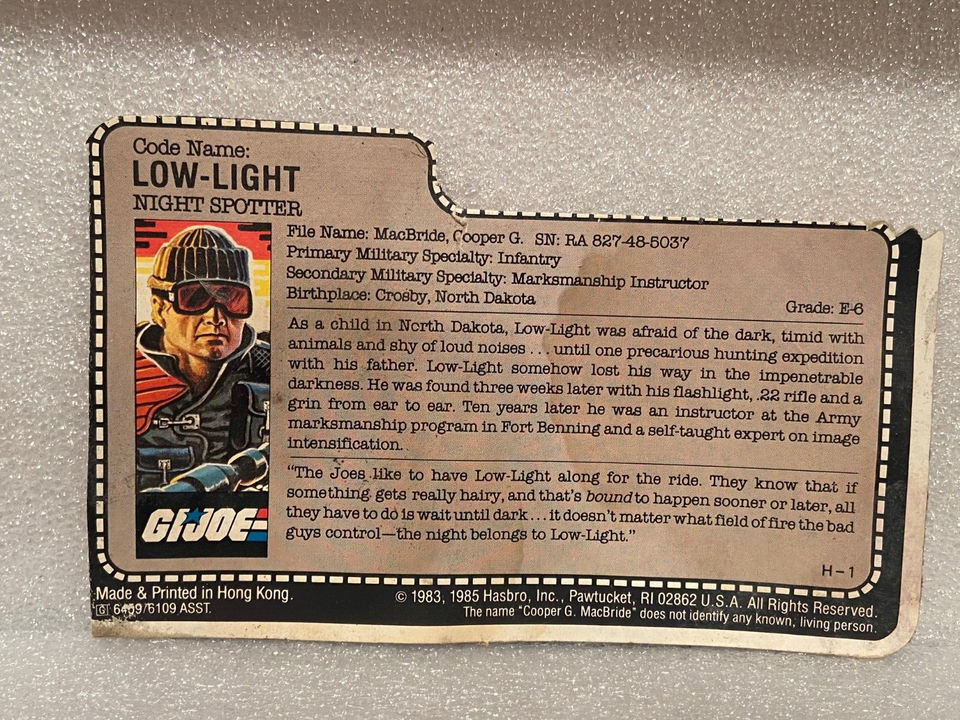 Code Name:
LOW-LIGHT
NIGHT SPOTTER
File Name: MacBride, Cooper G. SN: RA 827-48-5037
Primary Military Specialty: Infantry
Secondary Military Specialty: Marksmanship Instructor
Birthplace: Crosby, North Dakota
Grade: E-6
As a child in North Dakota, Low-Light was afraid of the dark, timid with
animals and shy of loud noises . . . until one precarious hunting expedition
with his father. Low-Light somehow lost his way in the impenetrable
darkness. He was found three weeks later with his flashlight, .22 rifle and a
grin from ear to ear. Ten years later he was an instructor at the Army
marksmanship program in Fort Benning and a self-taught expert on image
intensification.
“The Joes like to have Low-Light along for the ride. They know that if
something gets really hairy, and that's bound to happen sooner or later, all
they have to do is wait until dark . . . it doesn't matter what field of fire the bad
guys control—the night belongs to Low-Light.”
GI JOE
H-1
Made & Printed in Hong Kong.
G 6459/6109 ASST.
© 1983, 1985 Hasbro, Inc., Pawtucket, RI 02862 U.S.A. All Rights Reserved.
The name "Cooper G. MacBride" does not identify any known, living person.